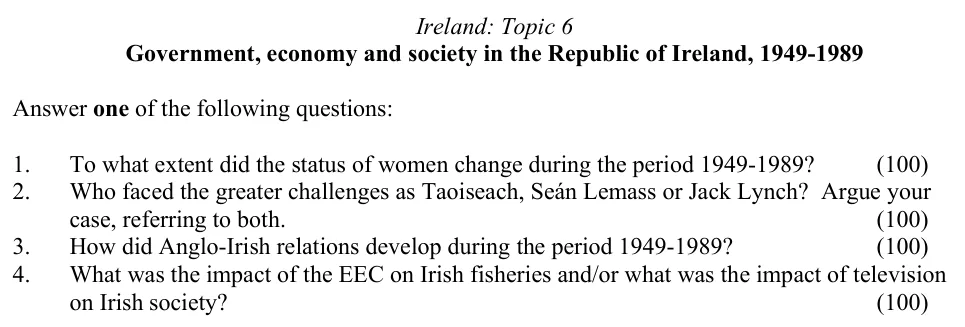 Ireland: Topic 6
Government, economy and society in the Republic of Ireland, 1949-1989
Answer one of the following questions:
1. To what extent did the status of women change during the period 1949-1989? (100)
2. Who faced the greater challenges as Taoiseach, Seán Lemass or Jack Lynch? Argue your
case, referring to both. (100)
3. How did Anglo-Irish relations develop during the period 1949-1989? (100)
4. What was the impact of the EEC on Irish fisheries and/or what was the impact of television
on Irish society? (100)